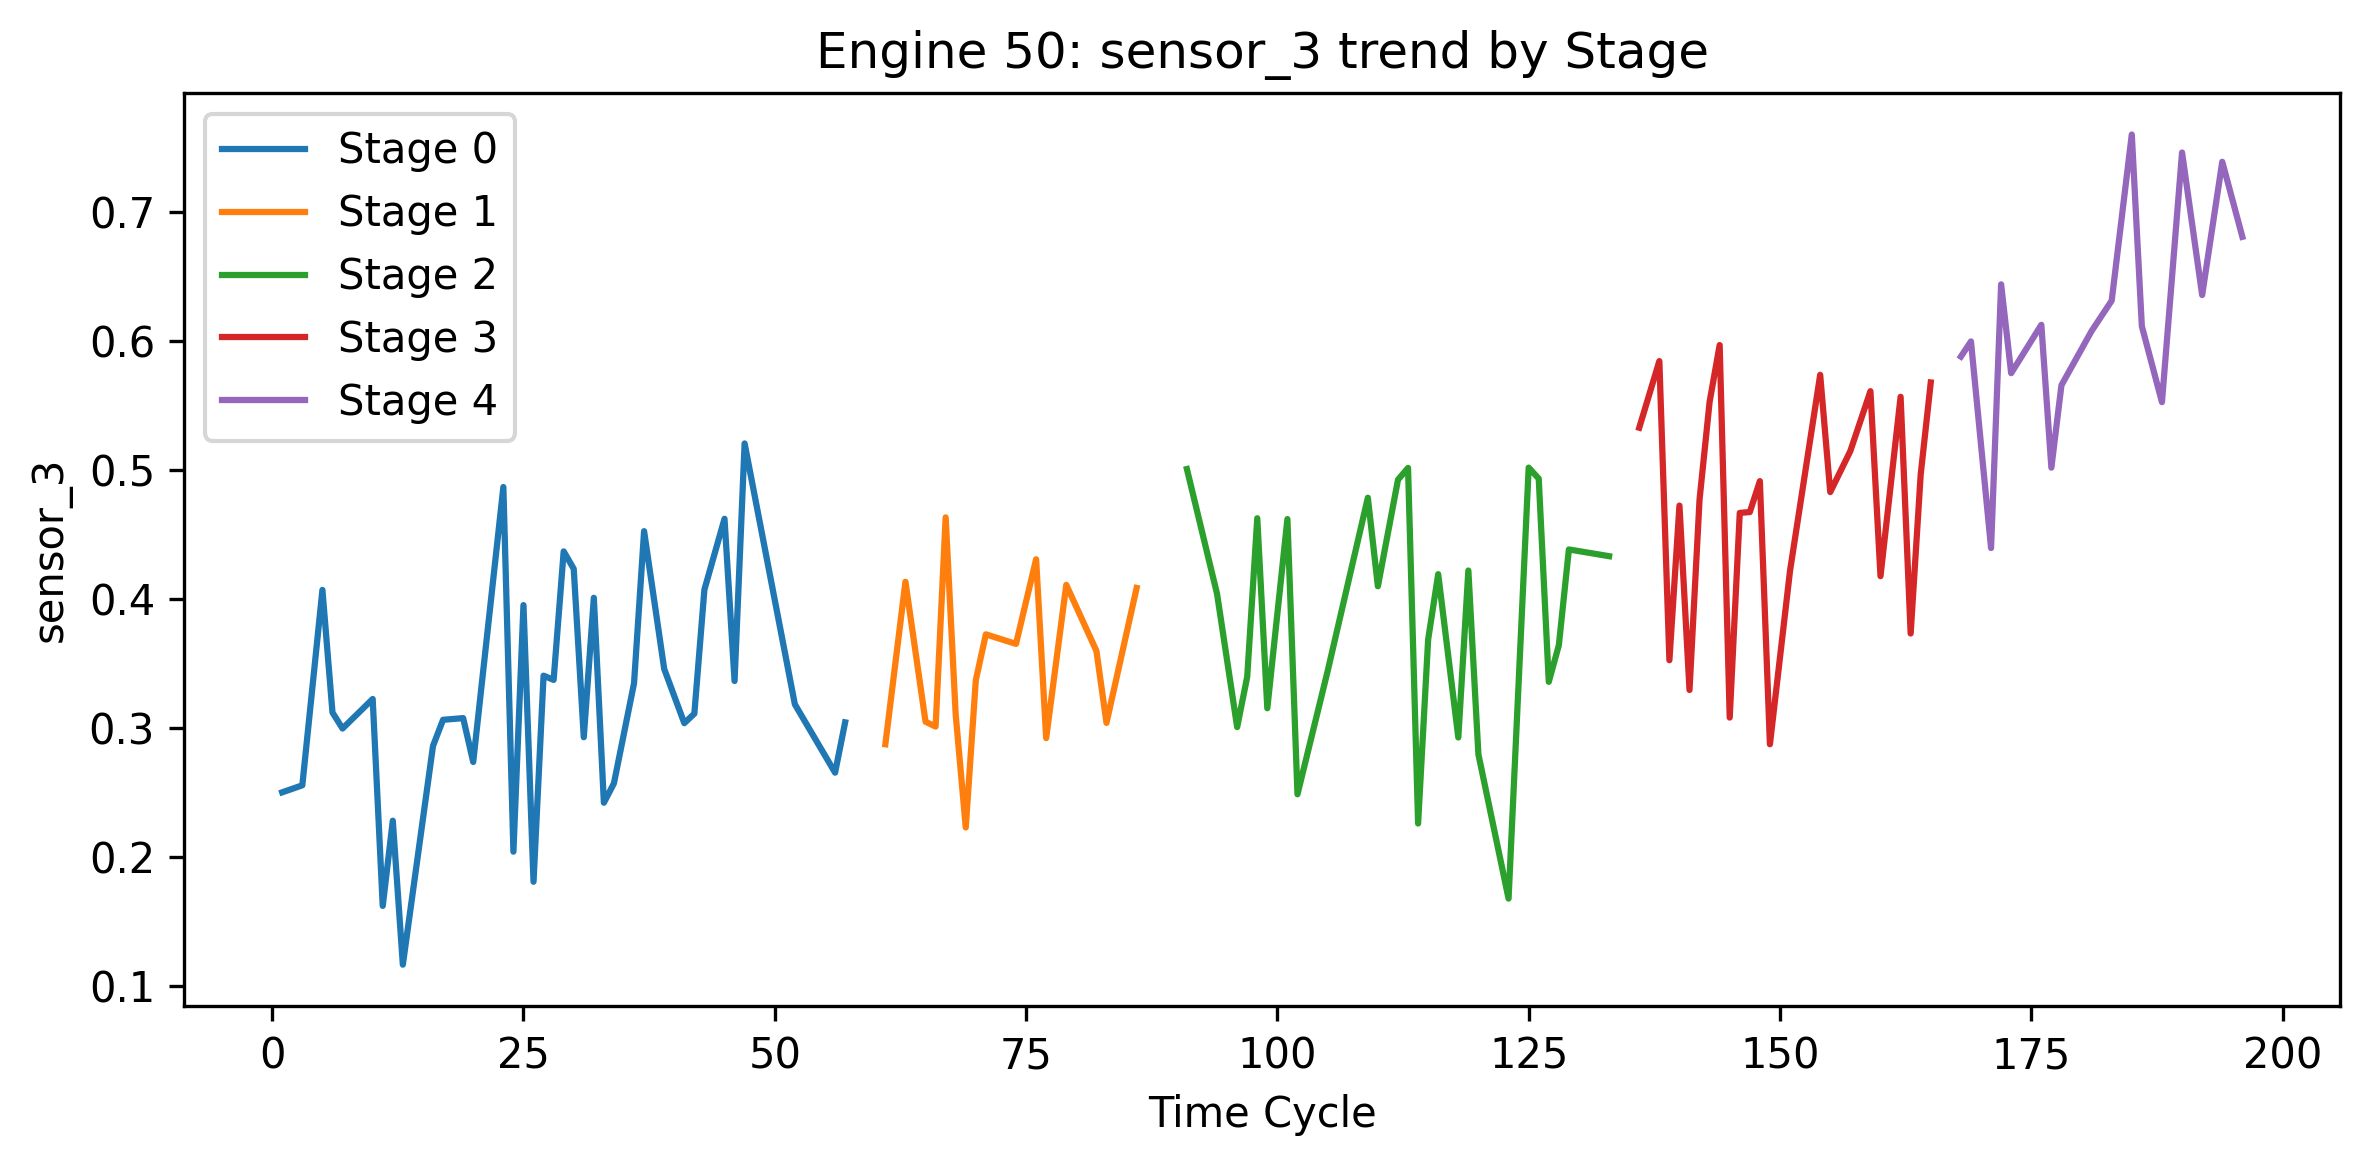 Engine 50: sensor_3 trend by Stage
Stage 0
Stage 1
Stage 2
Stage 3
Stage 4
sensor_3
0.7
0.6
0.5
0.4
0.3
0.2
0.1
0 25 50 75 100 125 150 175 200
Time Cycle